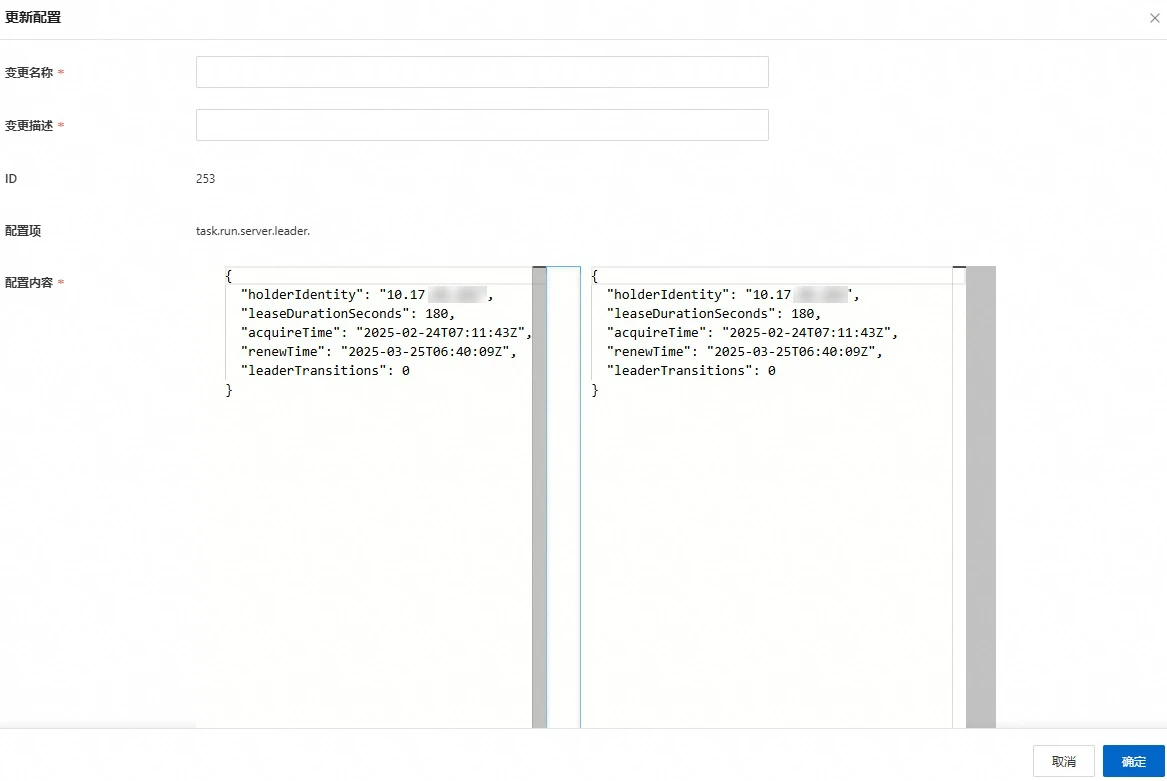 更新配置
变更名称 *
变更描述 *
ID 253
配置项 task.run.server.leader.
配置内容 *
{
"holderIdentity": "10.17 ",
"leaseDurationSeconds": 180,
"acquireTime": "2025-02-24T07:11:43Z",
"renewTime": "2025-03-25T06:40:09Z",
"leaderTransitions": 0
}
{
"holderIdentity": "10.17 ",
"leaseDurationSeconds": 180,
"acquireTime": "2025-02-24T07:11:43Z",
"renewTime": "2025-03-25T06:40:09Z",
"leaderTransitions": 0
}
取消 确定